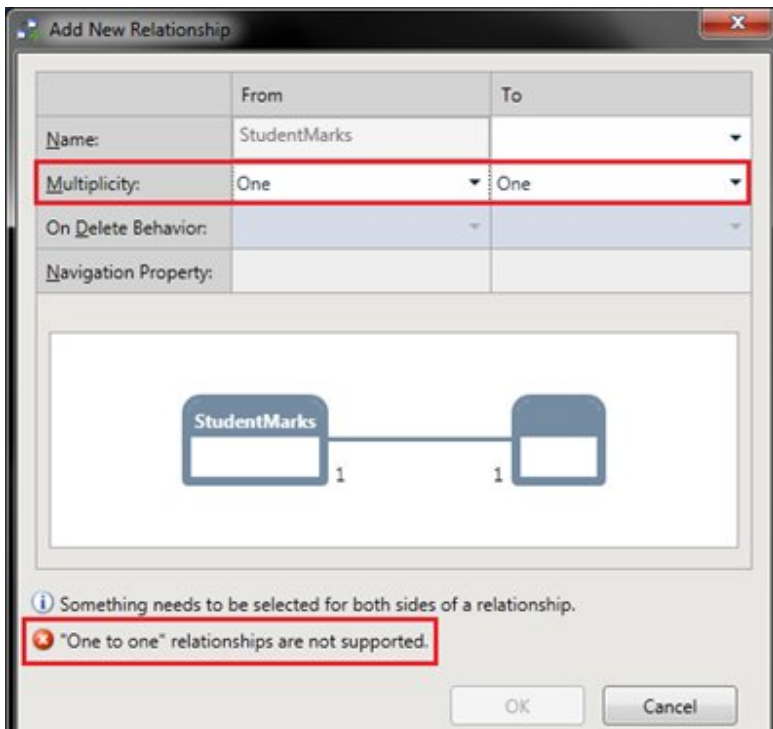 Add New Relationship
From To
Name: StudentMarks
Multiplicity: One One
On Delete Behavior:
Navigation Property:
StudentMarks
1 1
Something needs to be selected for both sides of a relationship.
"One to one" relationships are not supported.
OK Cancel